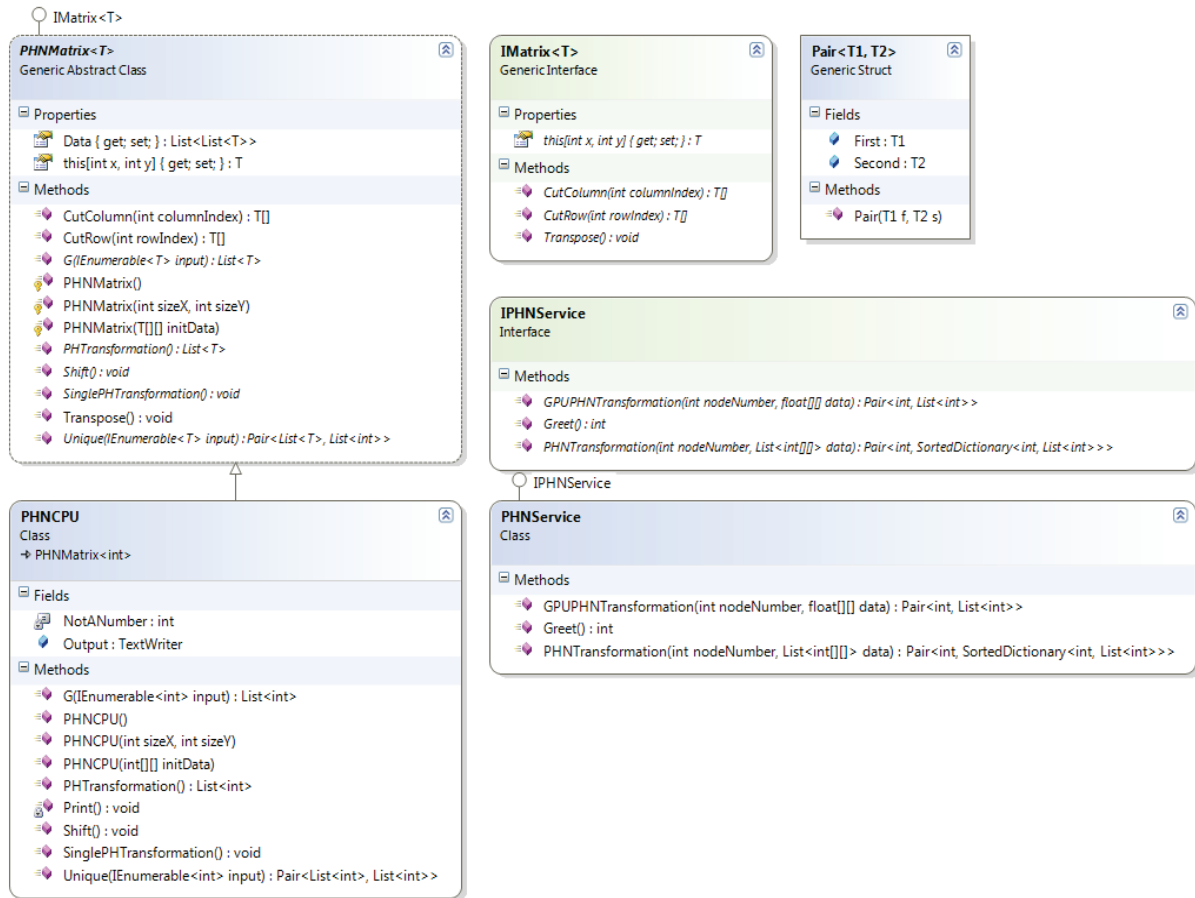 IMatrix<T>
PHNMatrix<T>
Generic Abstract Class
Properties
Data { get; set; } : List<List<T>>
this[int x, int y] { get; set; } : T
Methods
CutColumn(int columnIndex) : T[]
CutRow(int rowIndex) : T[]
G(IEnumerable<T> input) : List<T>
PHNMatrix()
PHNMatrix(int sizeX, int sizeY)
PHNMatrix(T[][] initData)
PHTransformation() : List<T>
Shift() : void
SinglePHTransformation() : void
Transpose() : void
Unique(IEnumerable<T> input) : Pair<List<T>, List<int>>
IMatrix<T>
Generic Interface
Properties
this[int x, int y] { get; set; } : T
Methods
CutColumn(int columnIndex) : T[]
CutRow(int rowIndex) : T[]
Transpose() : void
Pair<T1, T2>
Generic Struct
Fields
First : T1
Second : T2
Methods
Pair(T1 f, T2 s)
IPHNService
Interface
Methods
GPUPHNTransformation(int nodeNumber, float[][] data) : Pair<int, List<int>>
Greet() : int
PHNTransformation(int nodeNumber, List<int[][]> data) : Pair<int, SortedDictionary<int, List<int>>>
PHNCPU
Class
PHNMatrix<int>
Fields
NotANumber : int
Output : TextWriter
Methods
G(IEnumerable<int> input) : List<int>
PHNCPU()
PHNCPU(int sizeX, int sizeY)
PHNCPU(int[][] initData)
PHTransformation() : List<int>
Print() : void
Shift() : void
SinglePHTransformation() : void
Unique(IEnumerable<int> input) : Pair<List<int>, List<int>>
IPHNService
PHNService
Class
Methods
GPUPHNTransformation(int nodeNumber, float[][] data) : Pair<int, List<int>>
Greet() : int
PHNTransformation(int nodeNumber, List<int[][]> data) : Pair<int, SortedDictionary<int, List<int>>>